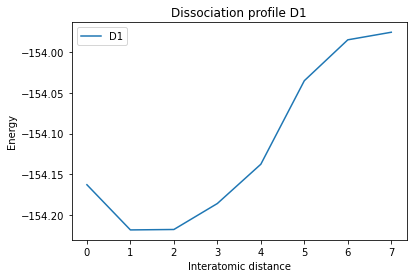 Dissociation profile D1
D1
−154.00
−154.05
−154.10
−154.15
−154.20
Energy
0 1 2 3 4 5 6 7
Interatomic distance